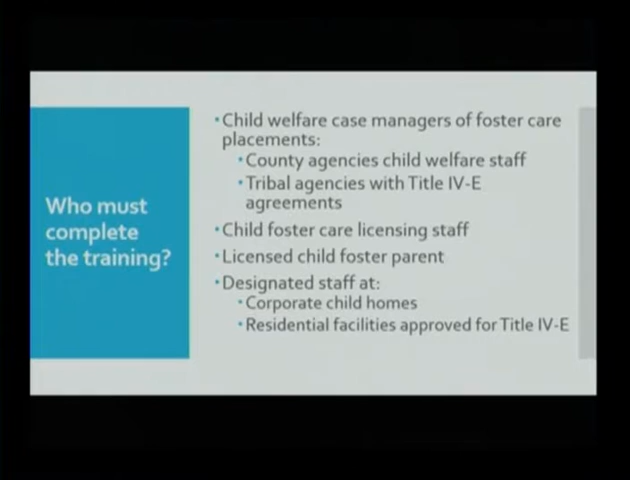 Who must
complete
the training?
•Child welfare case managers of foster care
placements:
•County agencies child welfare staff
•Tribal agencies with Title IV-E
agreements
•Child foster care licensing staff
•Licensed child foster parent
•Designated staff at:
•Corporate child homes
•Residential facilities approved for Title IV-E